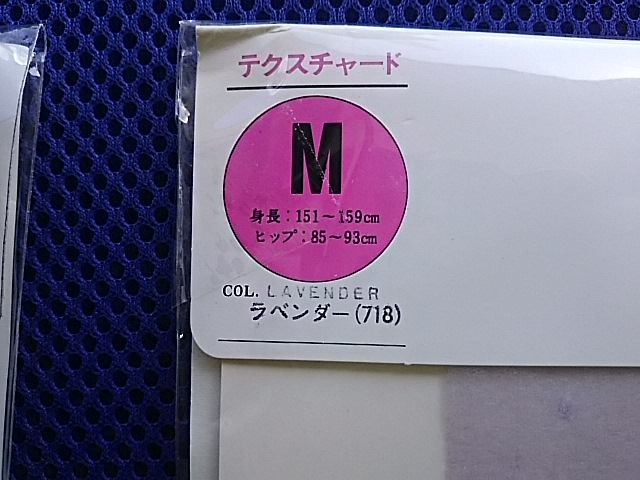 テクスチャード
M
身長：151～159cm
ヒップ：85～93cm
COL. LAVENDER
ラベンダー(718)